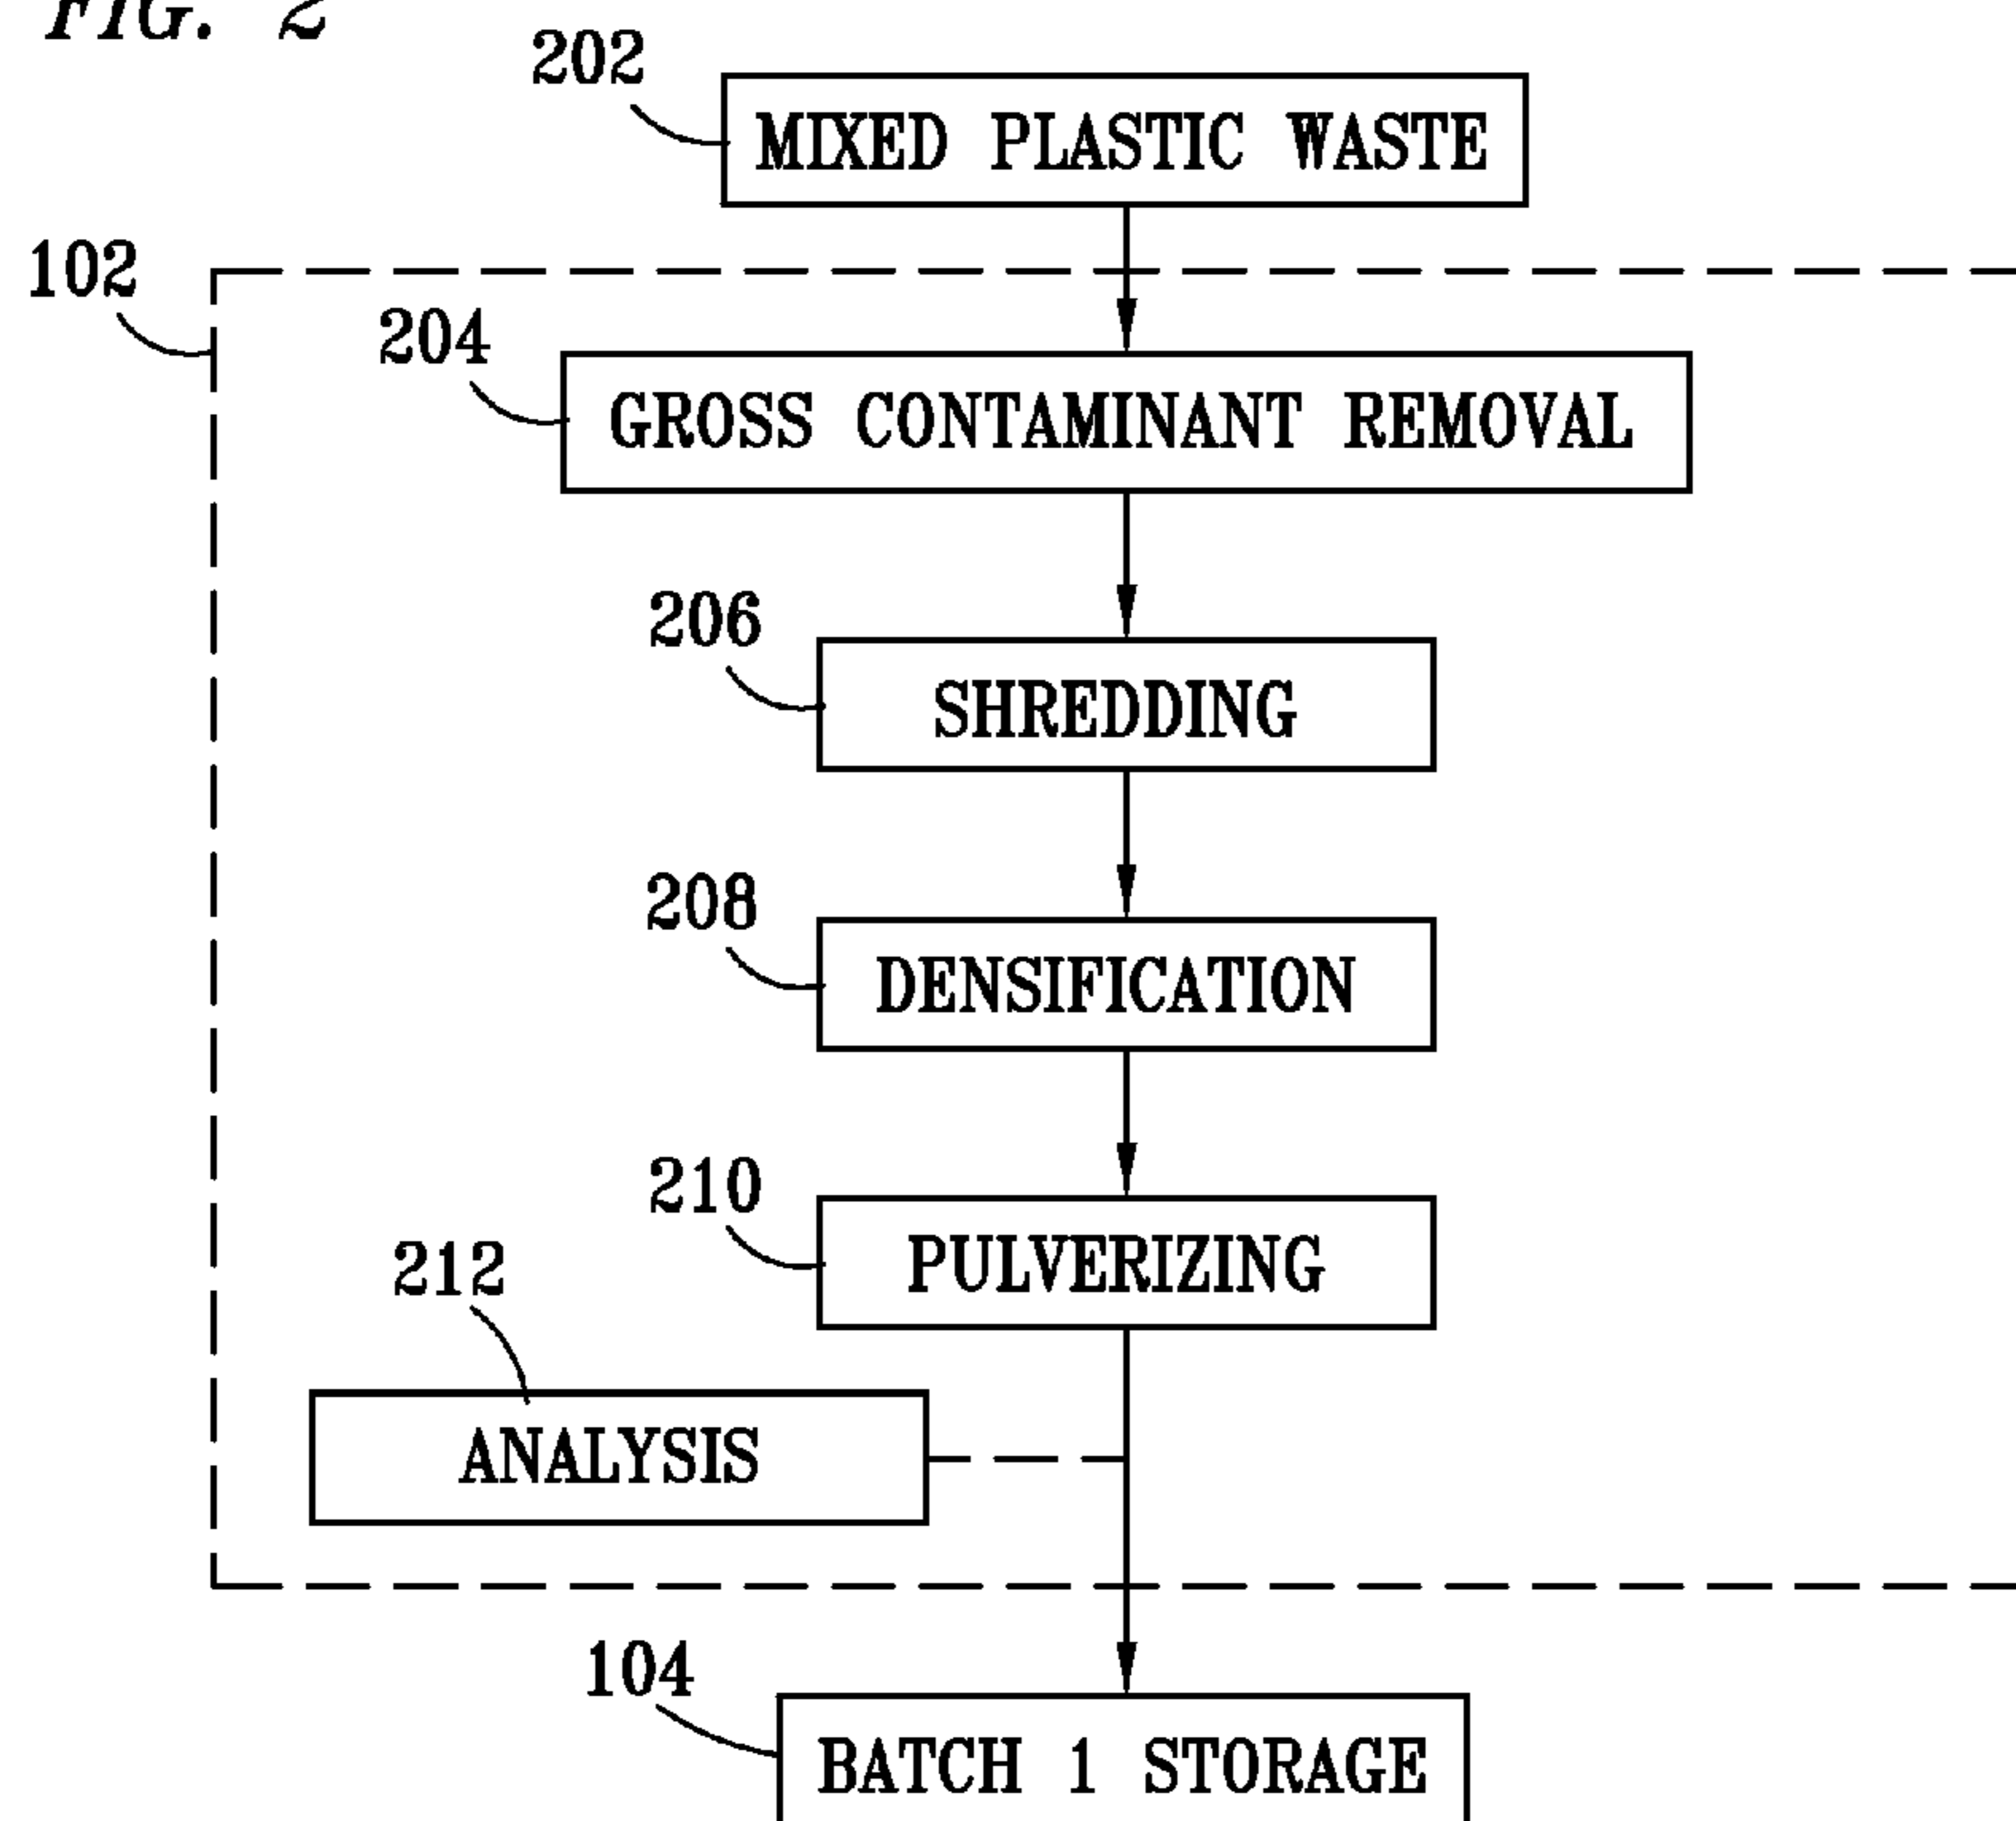 FIG. 2
202
MIXED PLASTIC WASTE
102
204
GROSS CONTAMINANT REMOVAL
206
SHREDDING
208
DENSIFICATION
210
PULVERIZING
212
ANALYSIS
104
BATCH 1 STORAGE